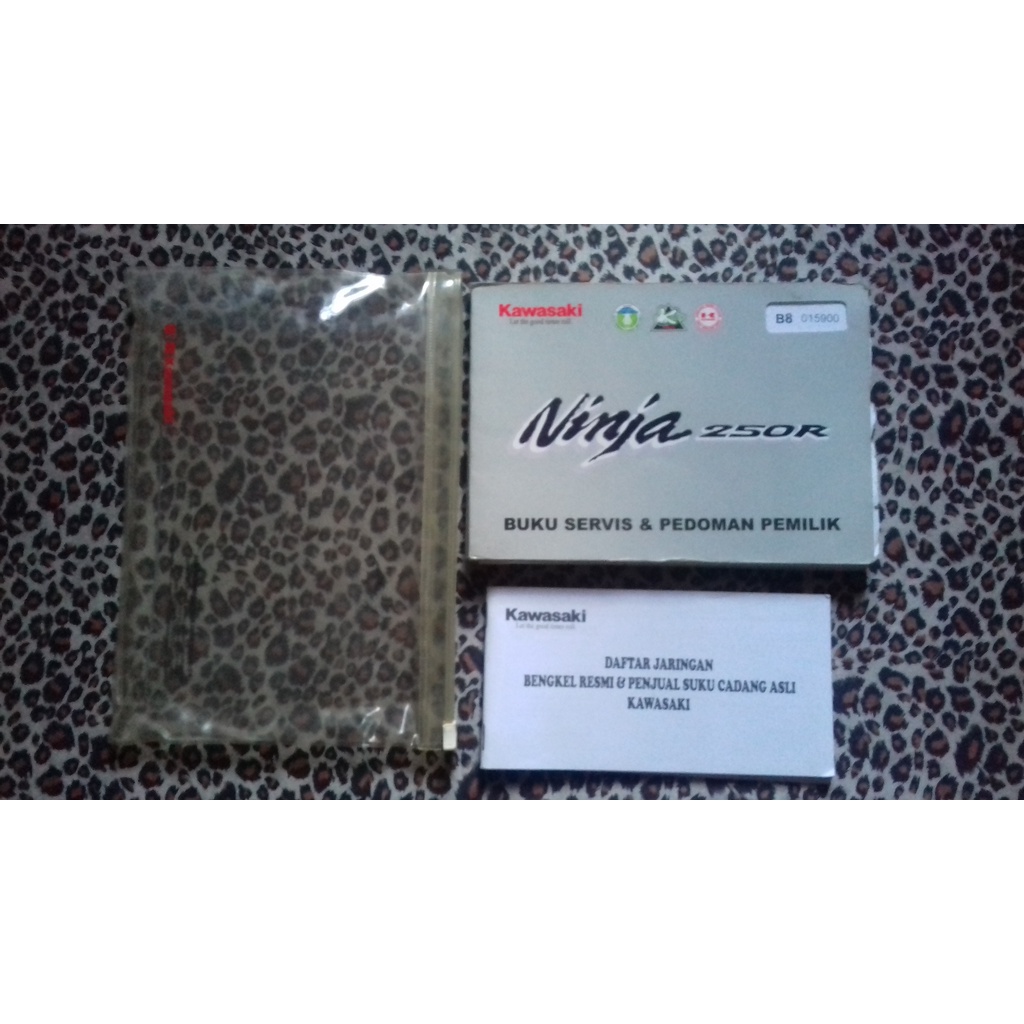 Kawasaki
Let the good times roll.
B8 015900
Ninja 250R
BUKU SERVIS & PEDOMAN PEMILIK
Kawasaki
Let the good times roll.
DAFTAR JARINGAN
BENGKEL RESMI & PENJUAL SUKU CADANG ASLI
KAWASAKI